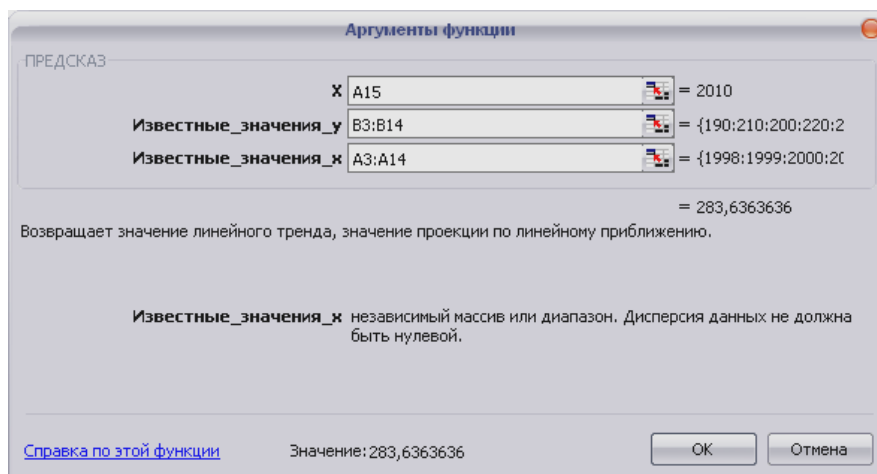 Аргументы функции
ПРЕДСКАЗ
X A15 = 2010
Известные_значения_y B3:B14 = {190:210:200:220:2
Известные_значения_x A3:A14 = {1998:1999:2000:20
= 283,6363636
Возвращает значение линейного тренда, значение проекции по линейному приближению.
Известные_значения_x независимый массив или диапазон. Дисперсия данных не должна
быть нулевой.
Справка по этой функции Значение: 283,6363636 ОК Отмена